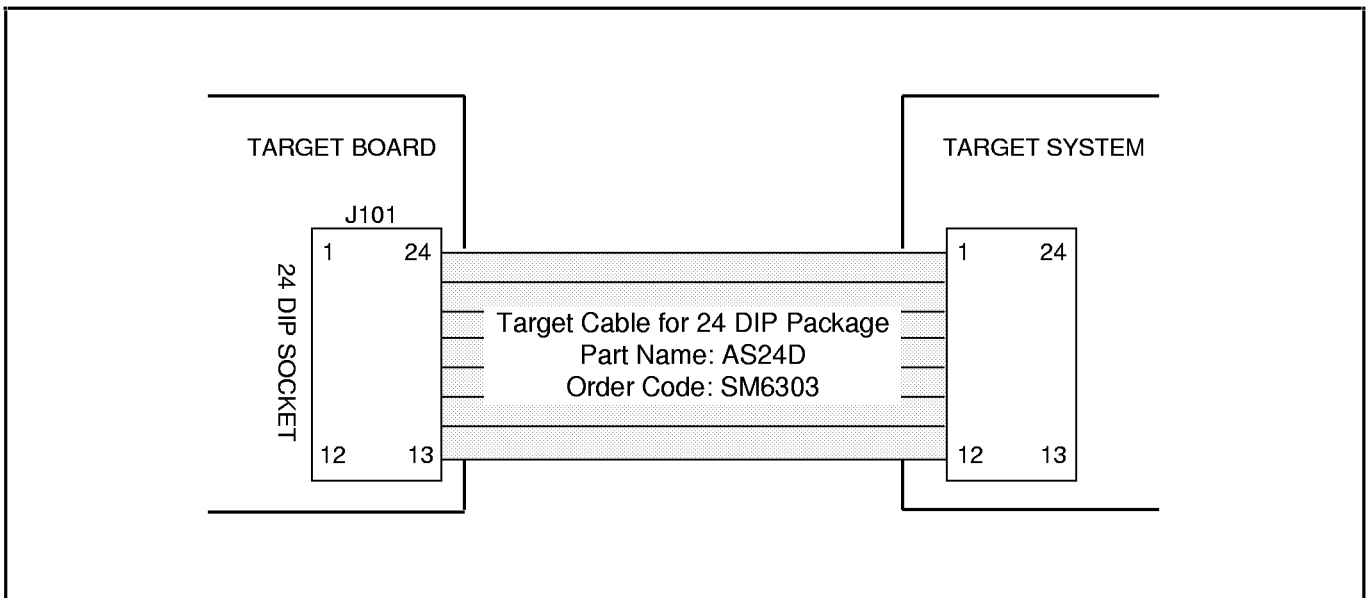 TARGET BOARD
TARGET SYSTEM
J101
1 24
24 DIP SOCKET
12 13
Target Cable for 24 DIP Package
Part Name: AS24D
Order Code: SM6303
1 24
12 13